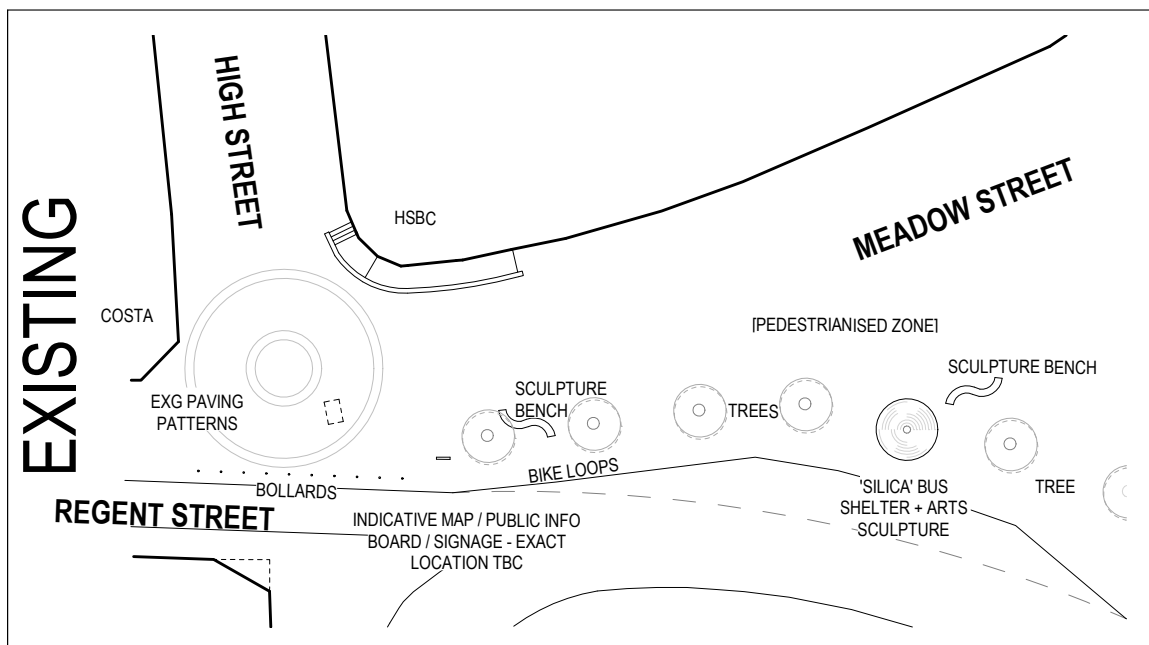 EXISTING
HIGH STREET
HSBC
MEADOW STREET
COSTA
[PEDESTRIANISED ZONE]
SCULPTURE BENCH
SCULPTURE
BENCH
TREES
EXG PAVING
PATTERNS
BIKE LOOPS
BOLLARDS
'SILICA' BUS
SHELTER + ARTS
SCULPTURE
TREE
REGENT STREET
INDICATIVE MAP / PUBLIC INFO
BOARD / SIGNAGE - EXACT
LOCATION TBC